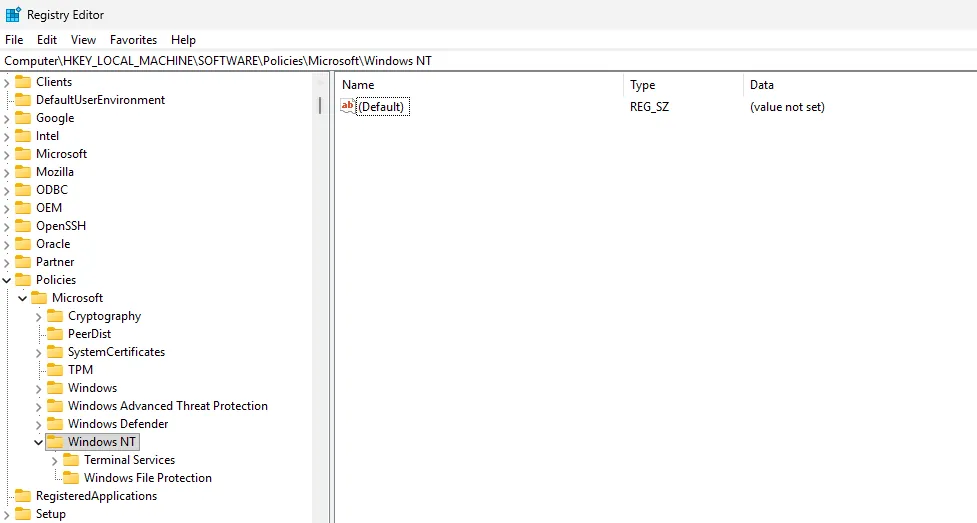 Registry Editor
File Edit View Favorites Help
Computer\HKEY_LOCAL_MACHINE\SOFTWARE\Policies\Microsoft\Windows NT
Clients
DefaultUserEnvironment
Google
Intel
Microsoft
Mozilla
ODBC
OEM
OpenSSH
Oracle
Partner
Policies
Microsoft
Cryptography
PeerDist
SystemCertificates
TPM
Windows
Windows Advanced Threat Protection
Windows Defender
Windows NT
Terminal Services
Windows File Protection
RegisteredApplications
Setup
Name Type Data
ab (Default) REG_SZ (value not set)